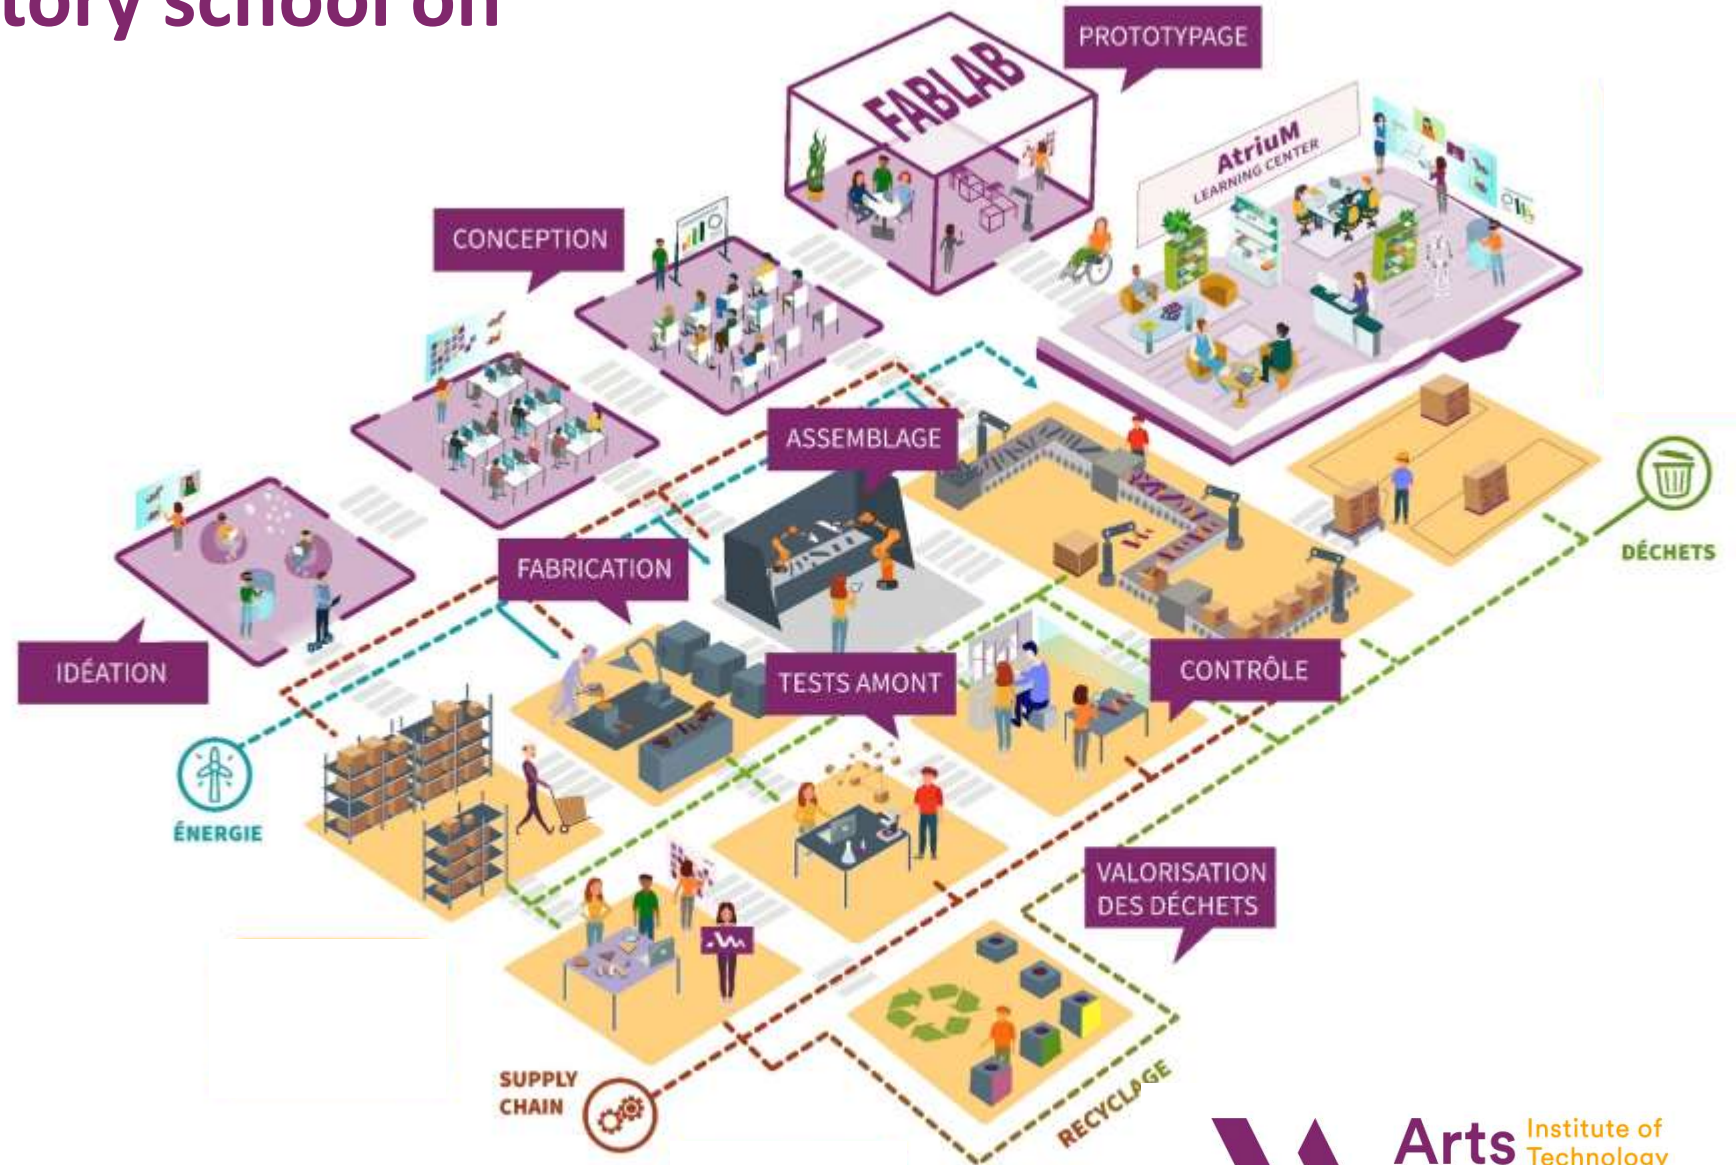 tory school on
PROTOTYPAGE
FABLAB
AtriuM
LEARNING CENTER
CONCEPTION
ASSEMBLAGE
DÉCHETS
FABRICATION
IDÉATION
TESTS AMONT
CONTRÔLE
ÉNERGIE
VALORISATION
DES DÉCHETS
SUPPLY
CHAIN
RECYCLAGE
Arts Institute of
Technology